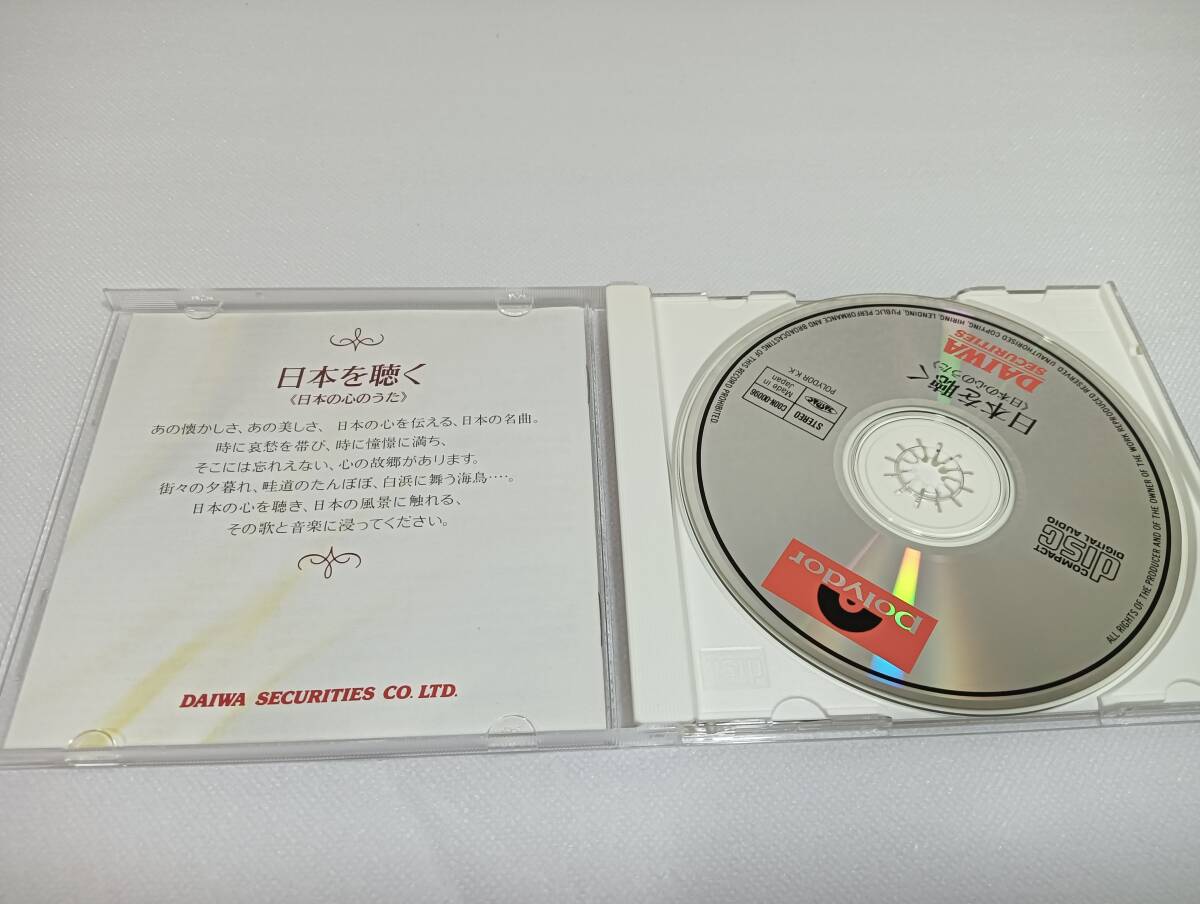 日本を聴く
《日本の心のうた》
あの懐かしさ、あの美しさ、日本の心を伝える、日本の名曲。
時に哀愁を帯び、時に憧憬に満ち、
そこには忘れえない、心の故郷があります。
街々の夕暮れ、畦道のたんぽぽ、白浜に舞う海鳥‥‥。
日本の心を聴き、日本の風景に触れる、
その歌と音楽に浸ってください。
DAIWA SECURITIES CO. LTD.
DAIWA
SECURITIES
日本を聴く
《日本の心のうた》
STEREO
Made in
Japan
POLYDOR K.K.
COMPACT
disc
DIGITAL AUDIO
polydor
ALL RIGHTS OF THE PRODUCER AND OF THE OWNER OF THE WORK REPRODUCED RESERVED UNAUTHORISED COPYING, HIRING, LENDING, PUBLIC PERFORMANCE AND BROADCASTING OF THIS RECORD PROHIBITED
disc